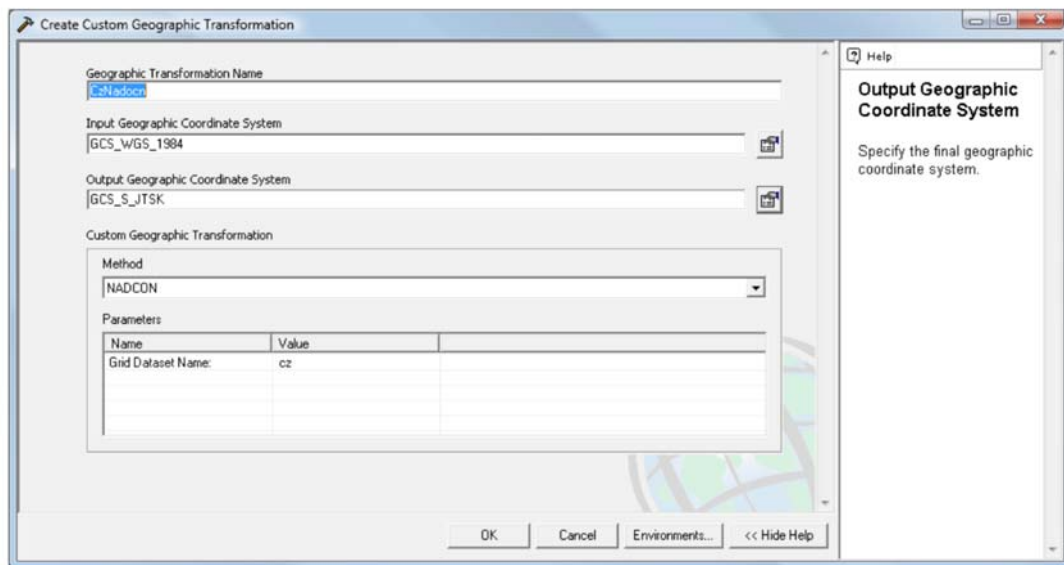 Create Custom Geographic Transformation
Geographic Transformation Name
CzNadocn
Input Geographic Coordinate System
GCS_WGS_1984
Output Geographic Coordinate System
GCS_S_JTSK
Custom Geographic Transformation
Method
NADCON
Parameters
Name Value
Grid Dataset Name: cz
OK Cancel Environments... << Hide Help
Help
Output Geographic
Coordinate System
Specify the final geographic
coordinate system.